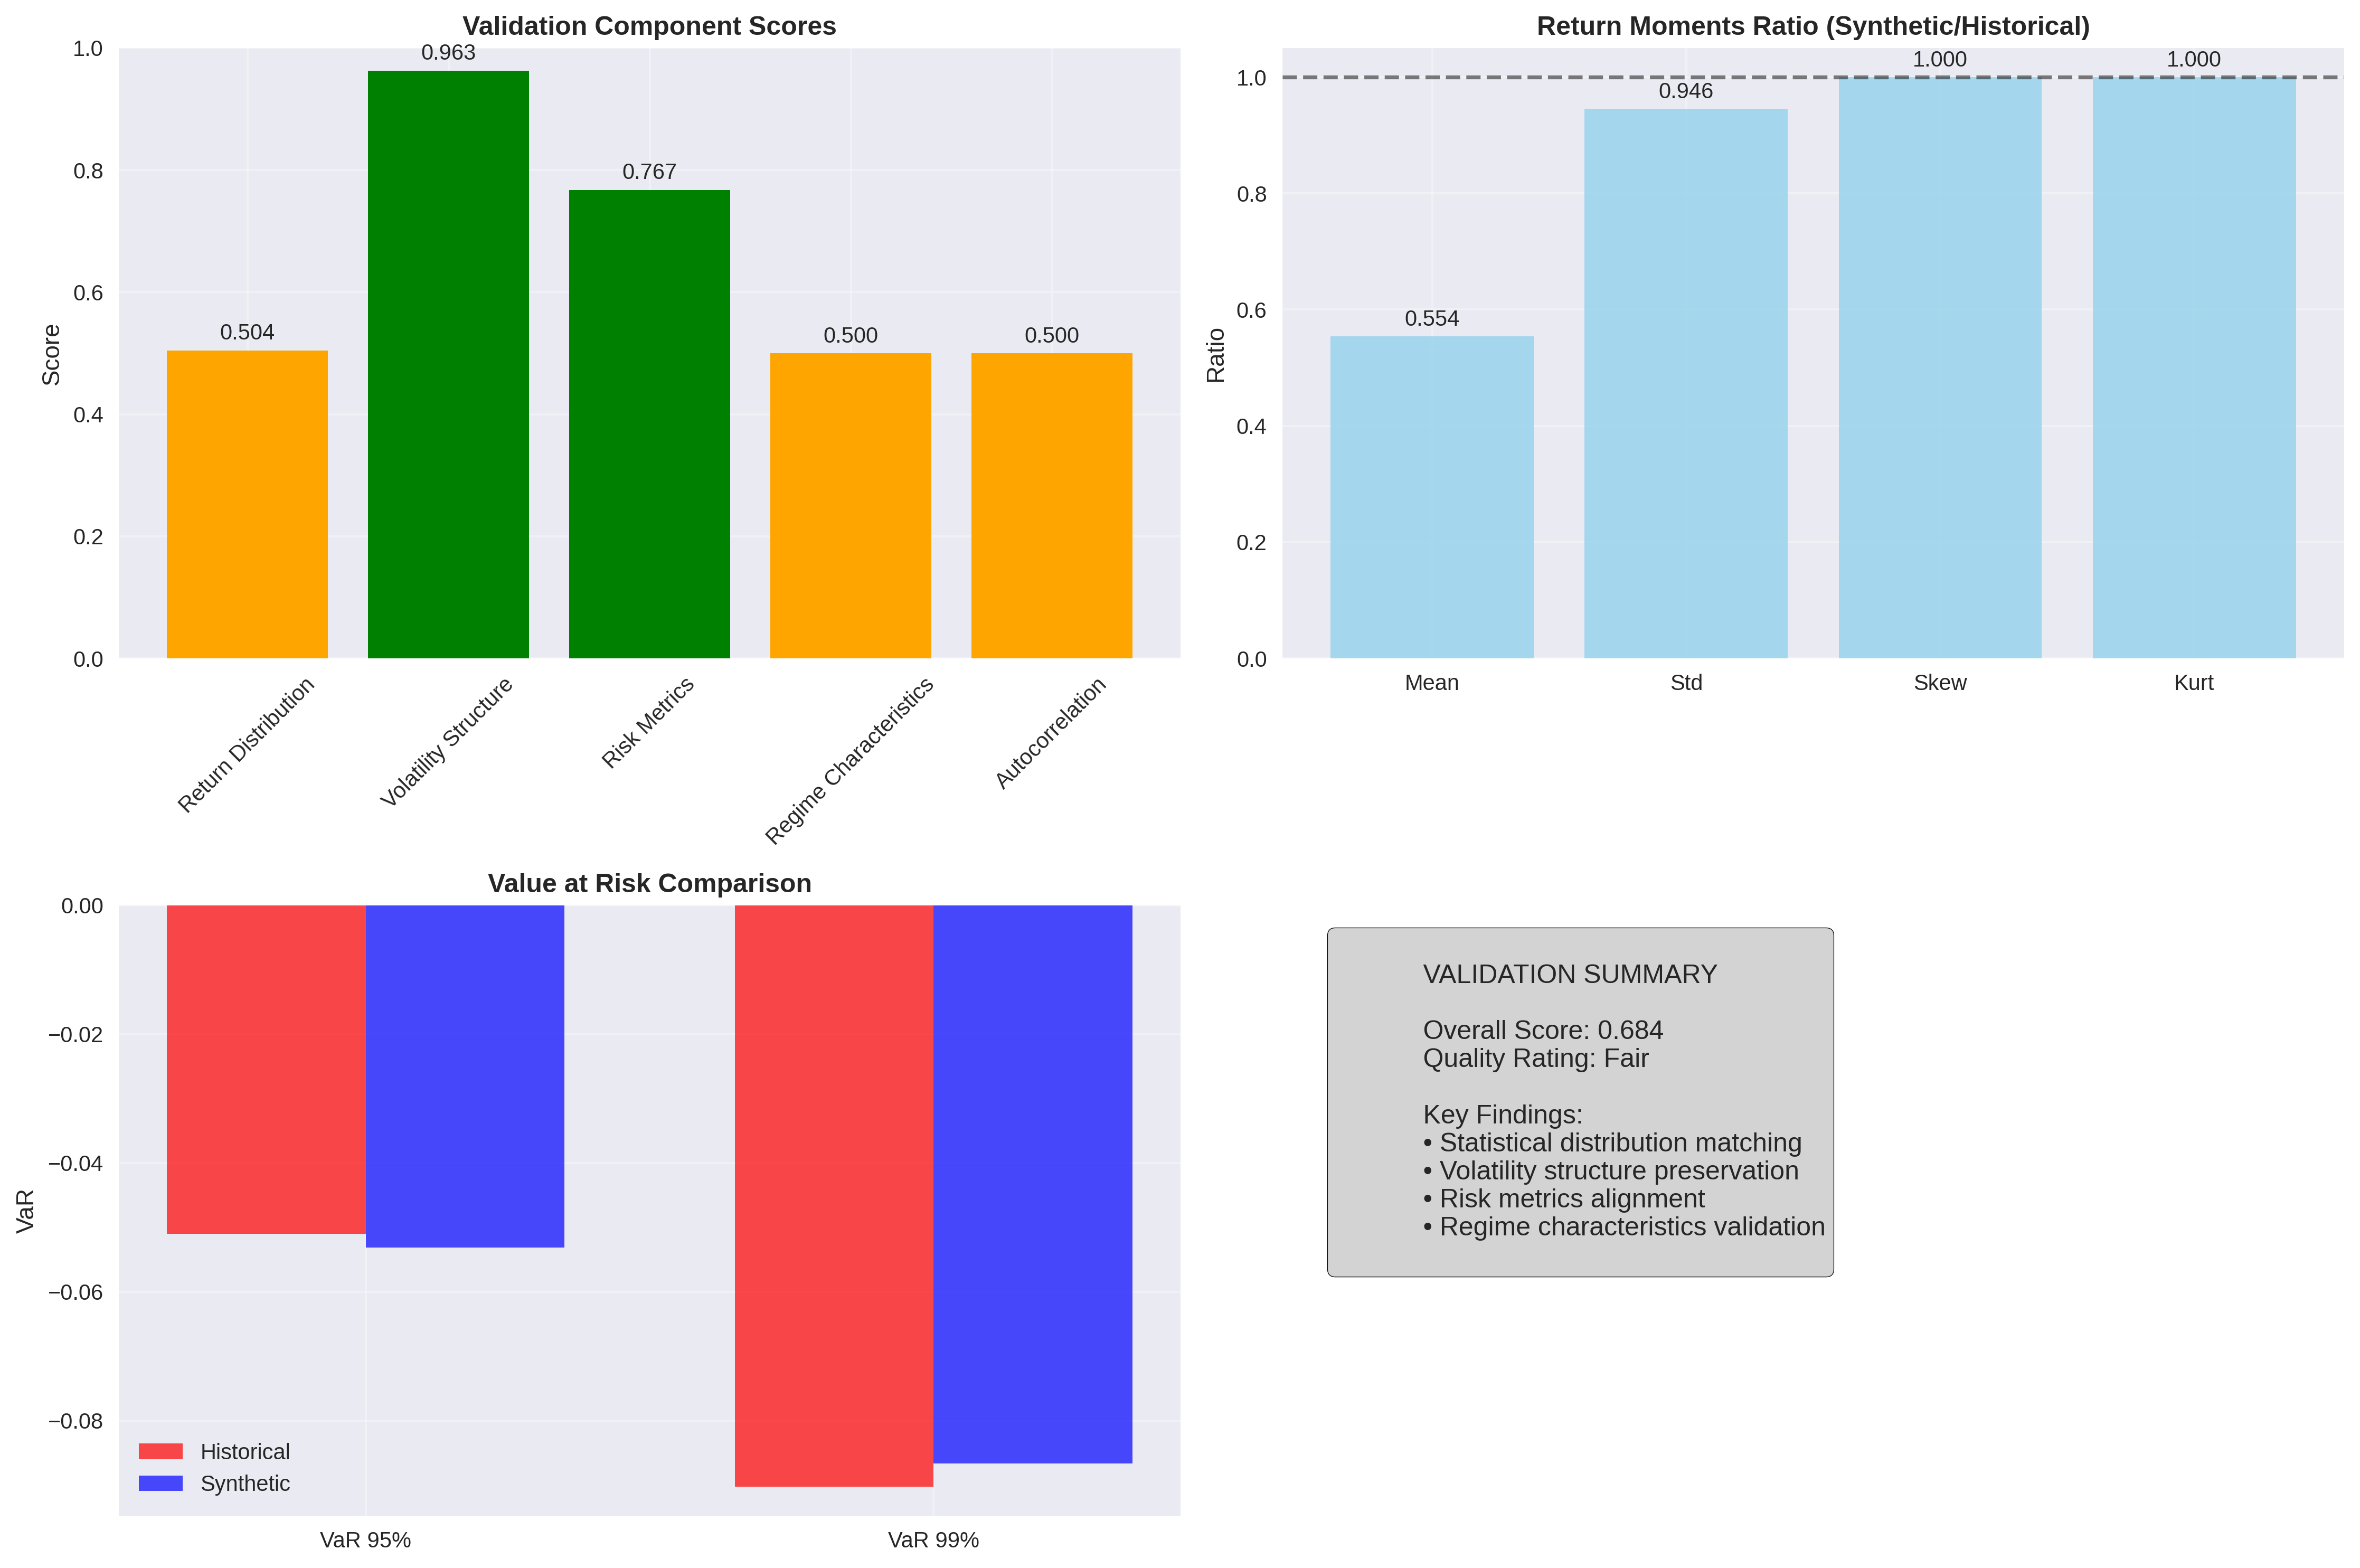 Validation Component Scores
1.0
0.8
0.6
0.4
0.2
0.0
Score
0.504
0.963
0.767
0.500
0.500
Return Distribution
Volatility Structure
Risk Metrics
Regime Characteristics
Autocorrelation
Return Moments Ratio (Synthetic/Historical)
1.0
0.8
0.6
0.4
0.2
0.0
Ratio
0.554
0.946
1.000
1.000
Mean
Std
Skew
Kurt
Value at Risk Comparison
0.00
−0.02
−0.04
−0.06
−0.08
VaR
Historical
Synthetic
VaR 95%
VaR 99%
VALIDATION SUMMARY
Overall Score: 0.684
Quality Rating: Fair
Key Findings:
• Statistical distribution matching
• Volatility structure preservation
• Risk metrics alignment
• Regime characteristics validation